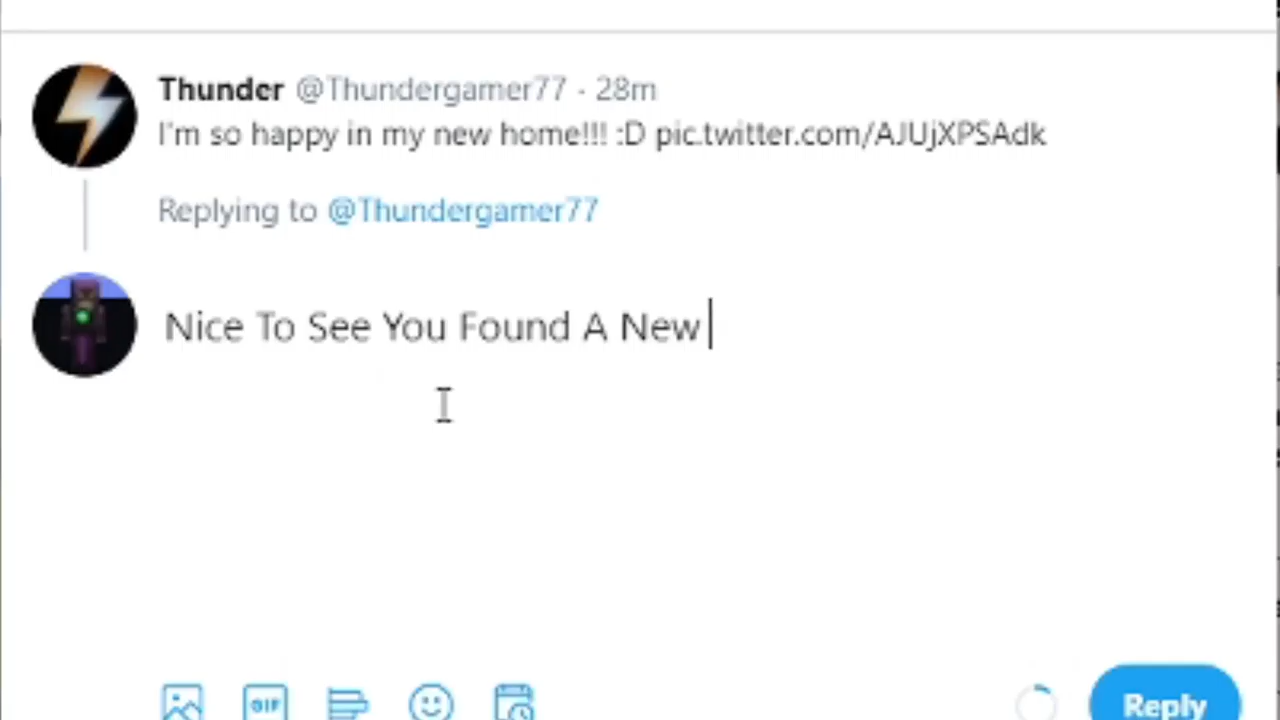 Thunder @Thundergamer77 · 28m
I'm so happy in my new home!!! :D pic.twitter.com/AJUjXPSAdk
Replying to @Thundergamer77
Nice To See You Found A New
GIF
Reply